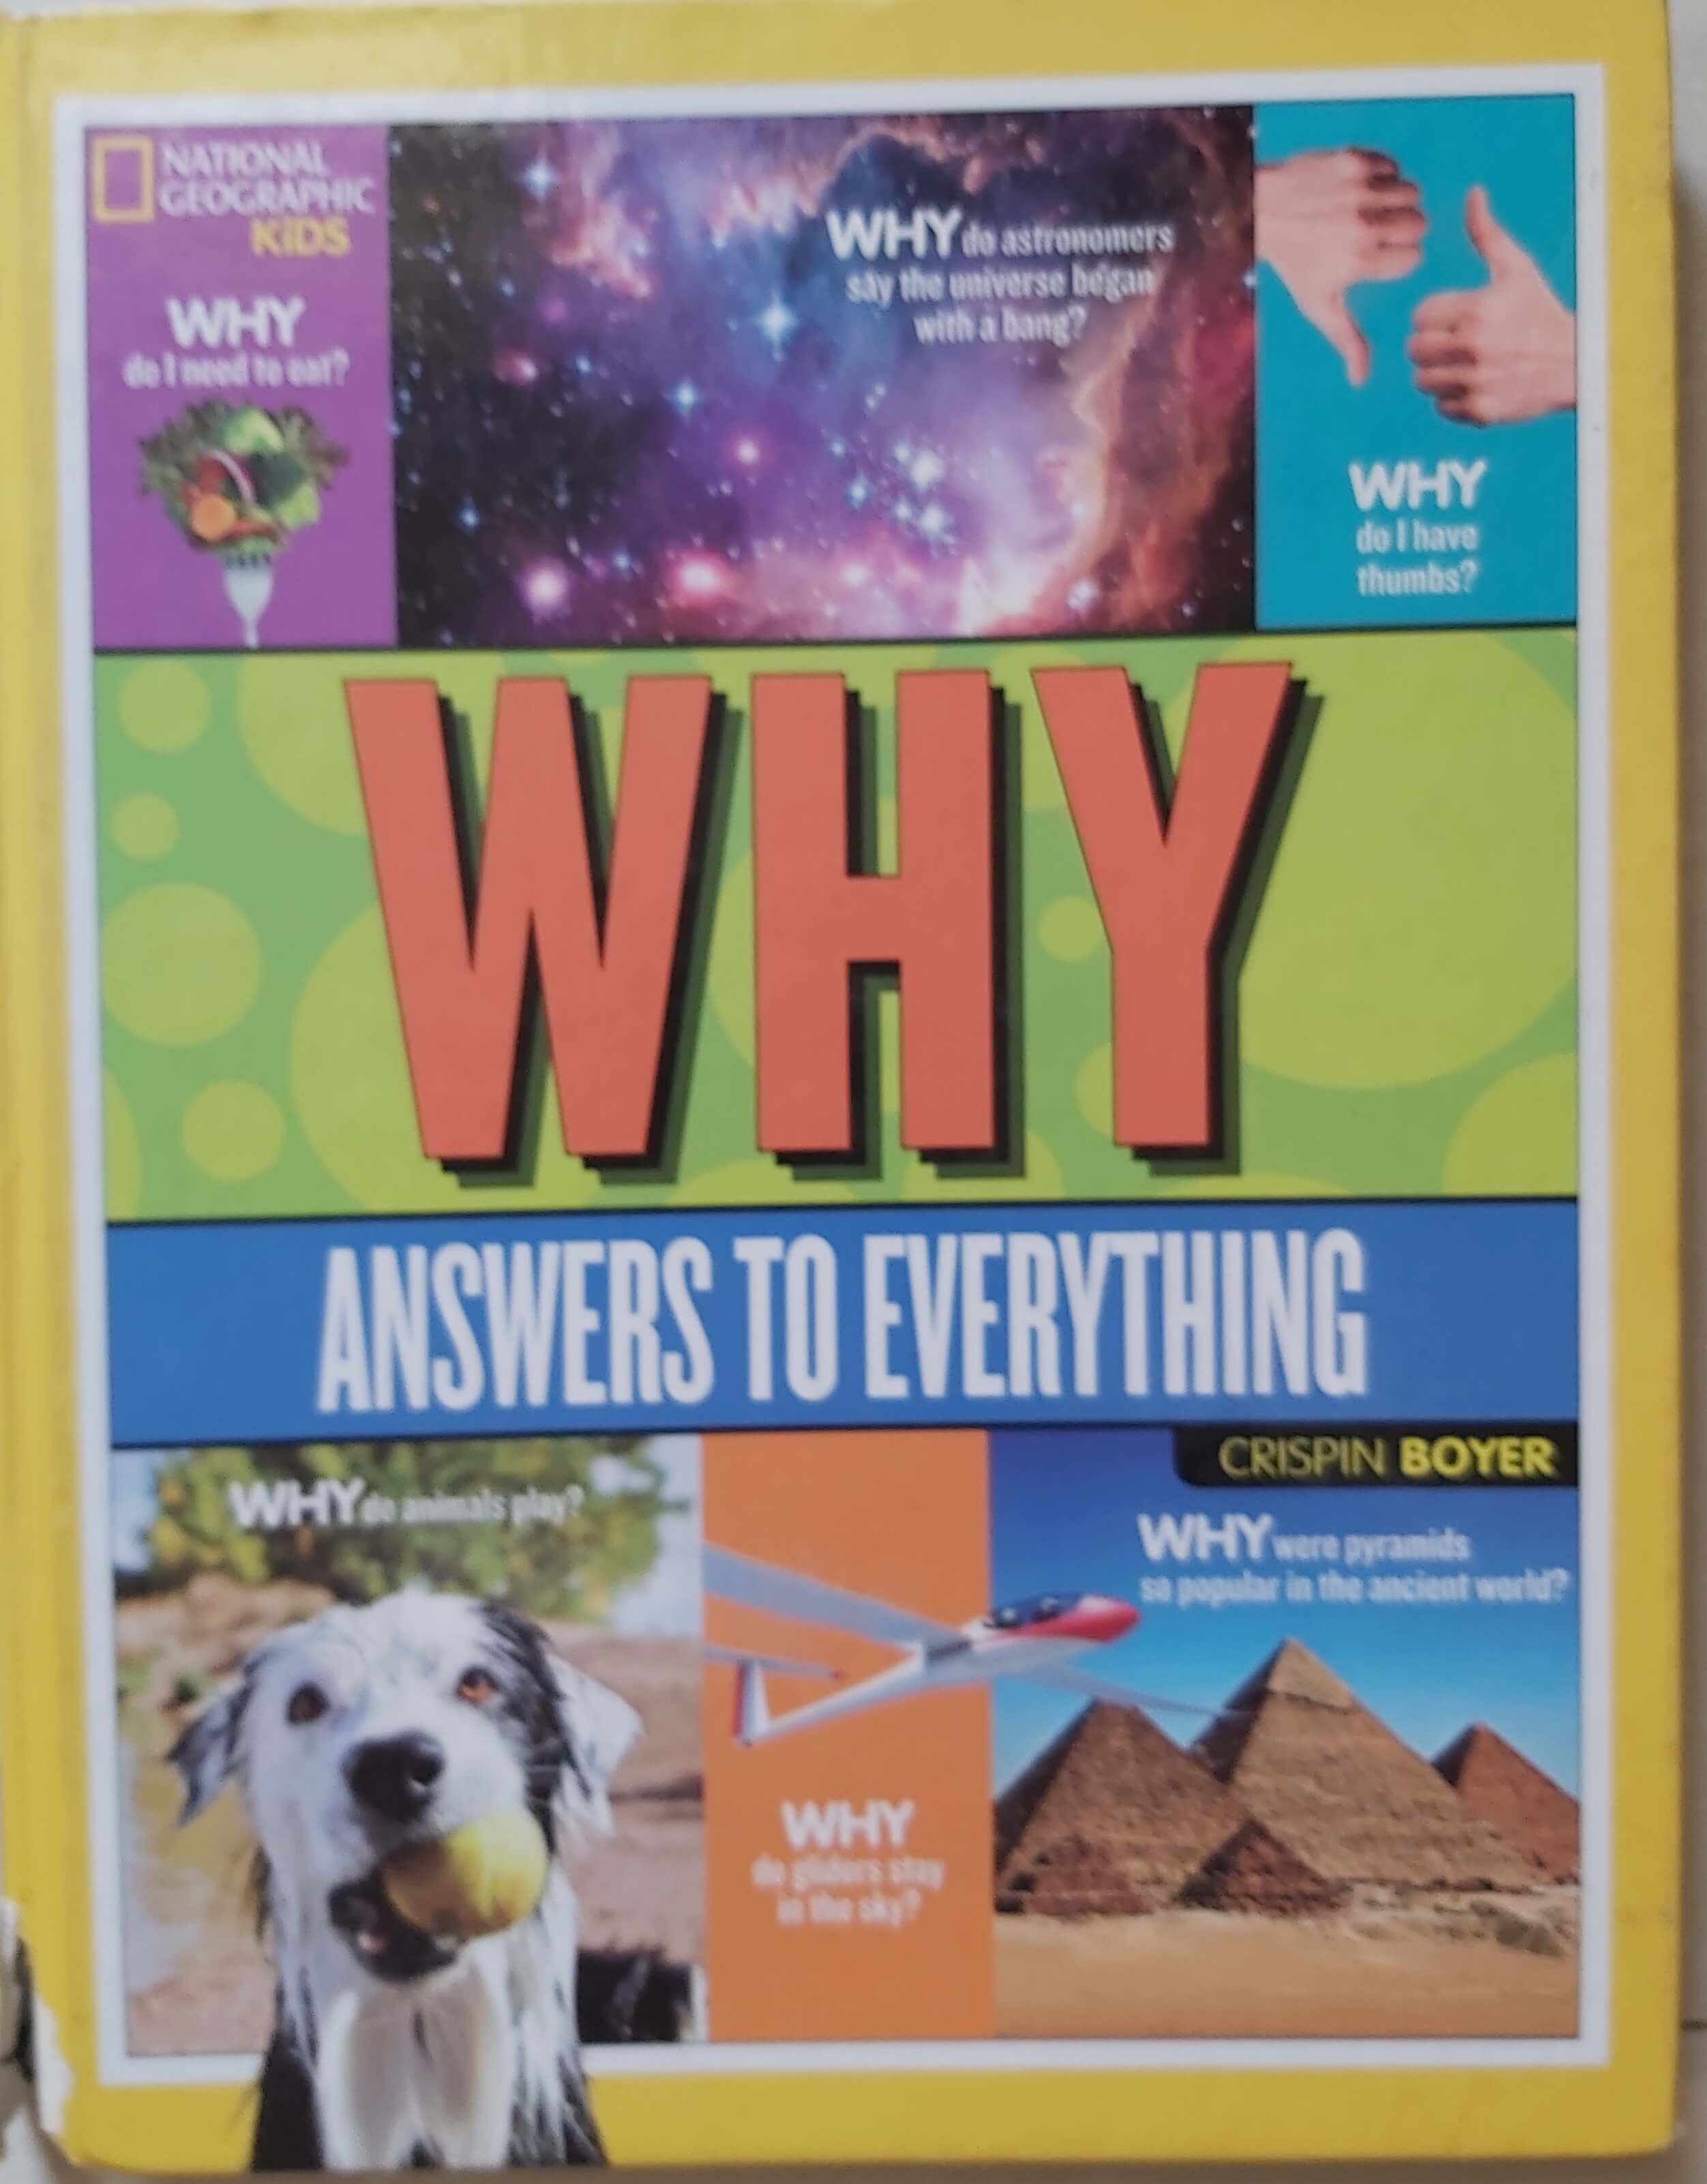 NATIONAL
GEOGRAPHIC
KiDS
WHY
do I need to eat?
WHY do astronomers
say the universe began
with a bang?
WHY
do I have
thumbs?
WHY
ANSWERS TO EVERYTHING
CRISPIN BOYER
WHY do animals play?
WHY
do gliders stay
in the sky?
WHY were pyramids
so popular in the ancient world?